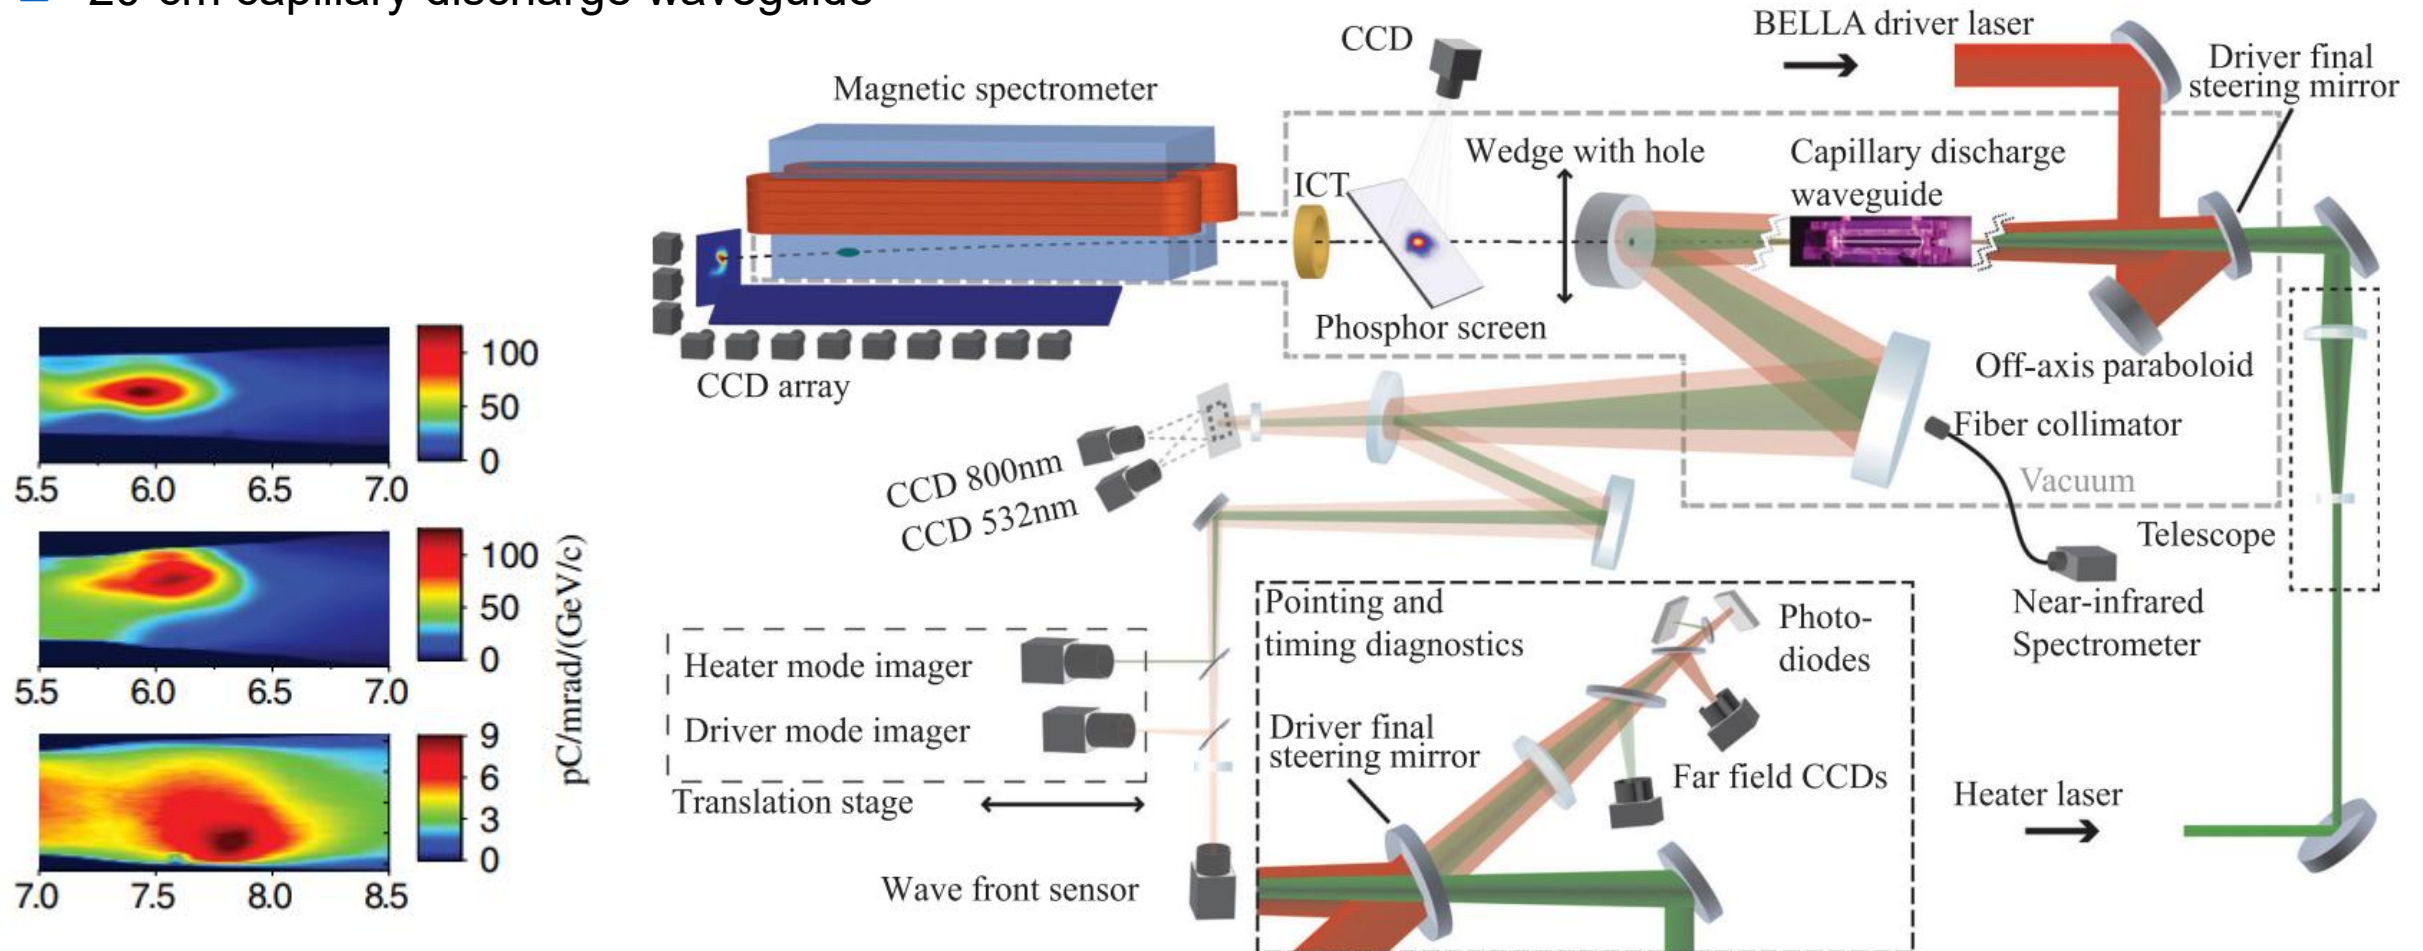 20-cm capillary discharge waveguide
CCD
BELLA driver laser
Driver final
steering mirror
Magnetic spectrometer
Wedge with hole
Capillary discharge
waveguide
ICT
Phosphor screen
CCD array
Off-axis paraboloid
Fiber collimator
Vacuum
CCD 800nm
CCD 532nm
Telescope
Near-infrared
Spectrometer
100
50
0
5.5 6.0 6.5 7.0
100
50
0
5.5 6.0 6.5 7.0
9
6
3
0
7.0 7.5 8.0 8.5
pC/mrad/(GeV/c)
Heater mode imager
Driver mode imager
Translation stage
Wave front sensor
Pointing and
timing diagnostics
Photo-
diodes
Driver final
steering mirror
Far field CCDs
Heater laser